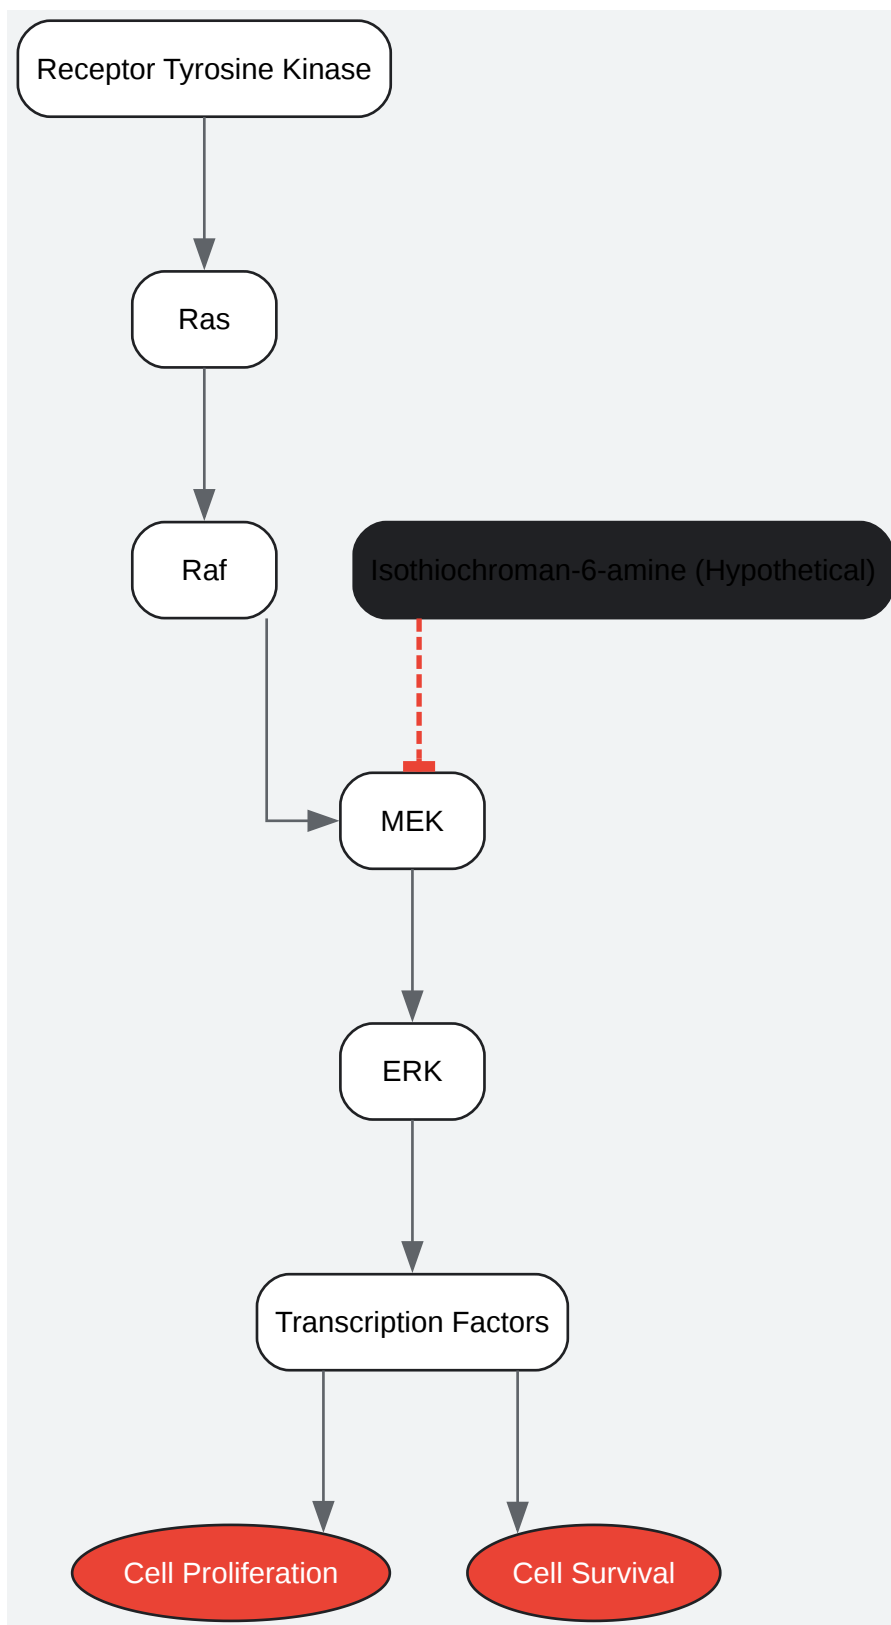 Receptor Tyrosine Kinase
Ras
Raf
Isothiochroman-6-amine (Hypothetical)
MEK
ERK
Transcription Factors
Cell Proliferation
Cell Survival